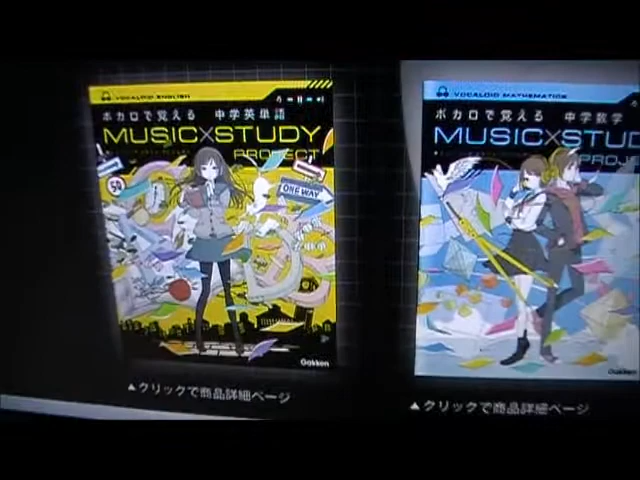 VOCALOID ENGLISH
ボカロで覚える 中学英単語
MUSIC×STUDY
PROJECT
50
ONE WAY
Gakken
▲クリックで商品詳細ページ
VOCALOID MATHEMATICS
ボカロで覚える 中学数学
MUSIC×STUD
PROJE
Gakken
▲クリックで商品詳細ページ